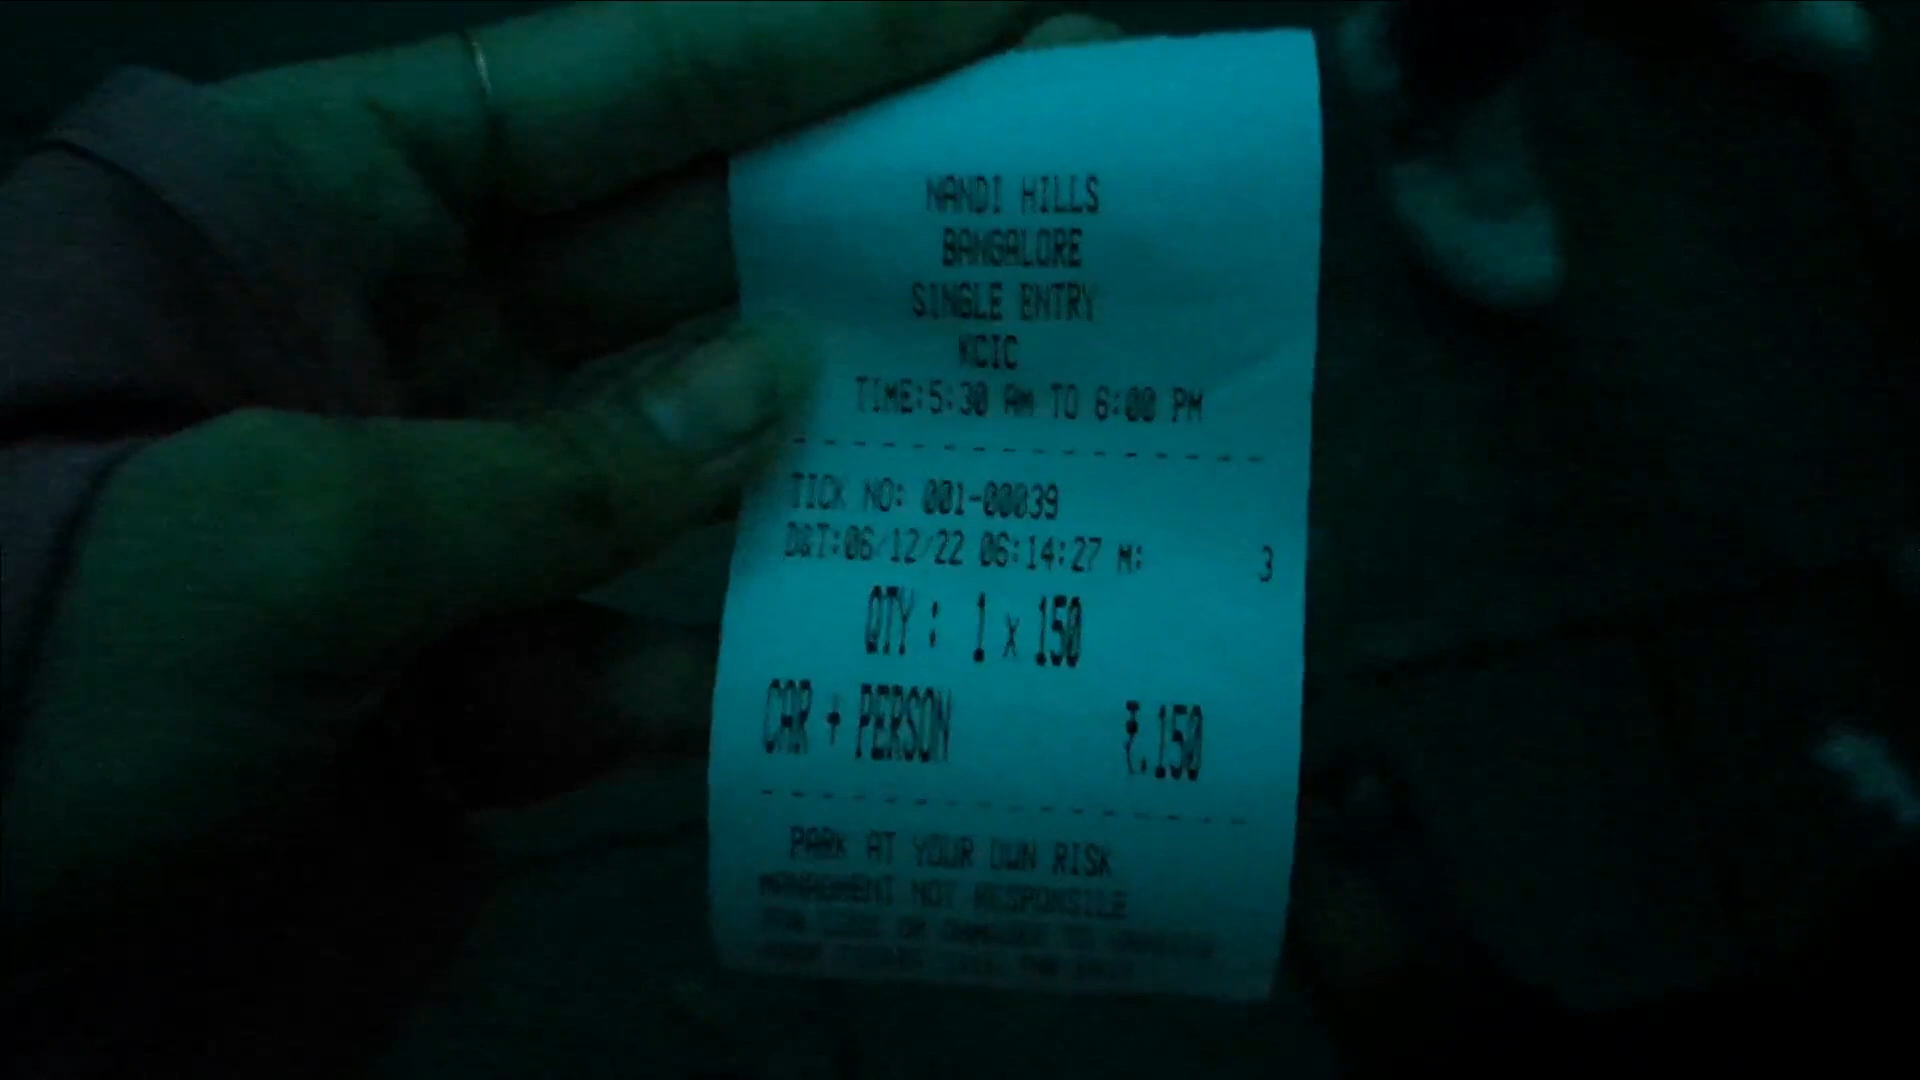 NANDI HILLS
BANGALORE
SINGLE ENTRY
KCIC
TIME:5:30 AM TO 6:00 PM
TICK NO: 001-00039
D&T:06/12/22 06:14:27 M: 3
QTY : 1 x 150
CAR + PERSON ₹.150
PARK AT YOUR OWN RISK
MANAGEMENT NOT RESPONSILE